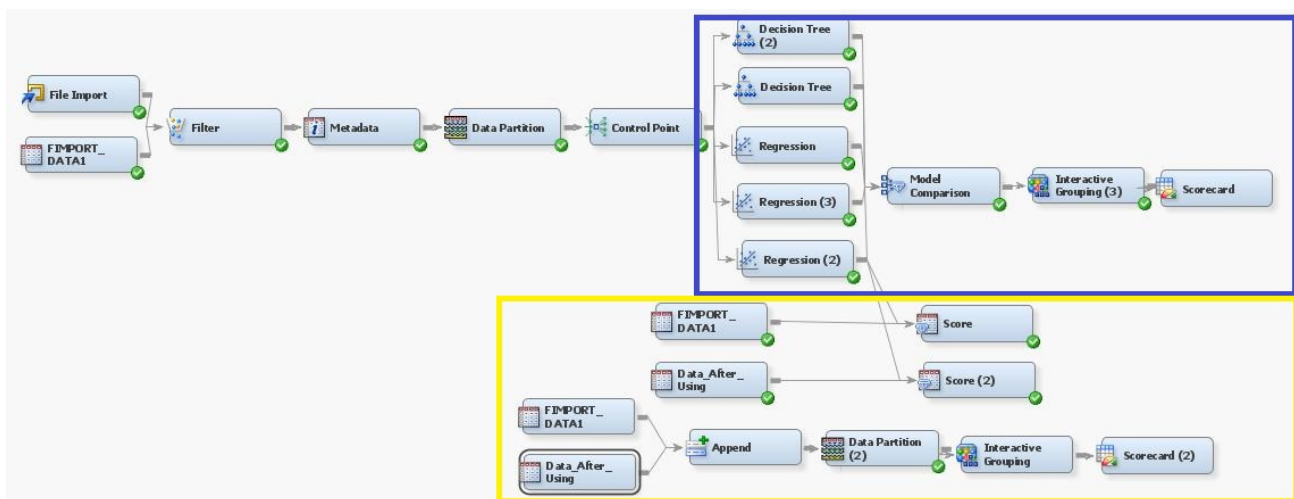 File Import
FIMPORT_
DATA1
Filter
Metadata
Data Partition
Control Point
Decision Tree
(2)
Decision Tree
Regression
Regression (3)
Regression (2)
Model
Comparison
Interactive
Grouping (3)
Scorecard
FIMPORT_
DATA1
Score
Data_After_
Using
Score (2)
FIMPORT_
DATA1
Data_After_
Using
Append
Data Partition
(2)
Interactive
Grouping
Scorecard (2)